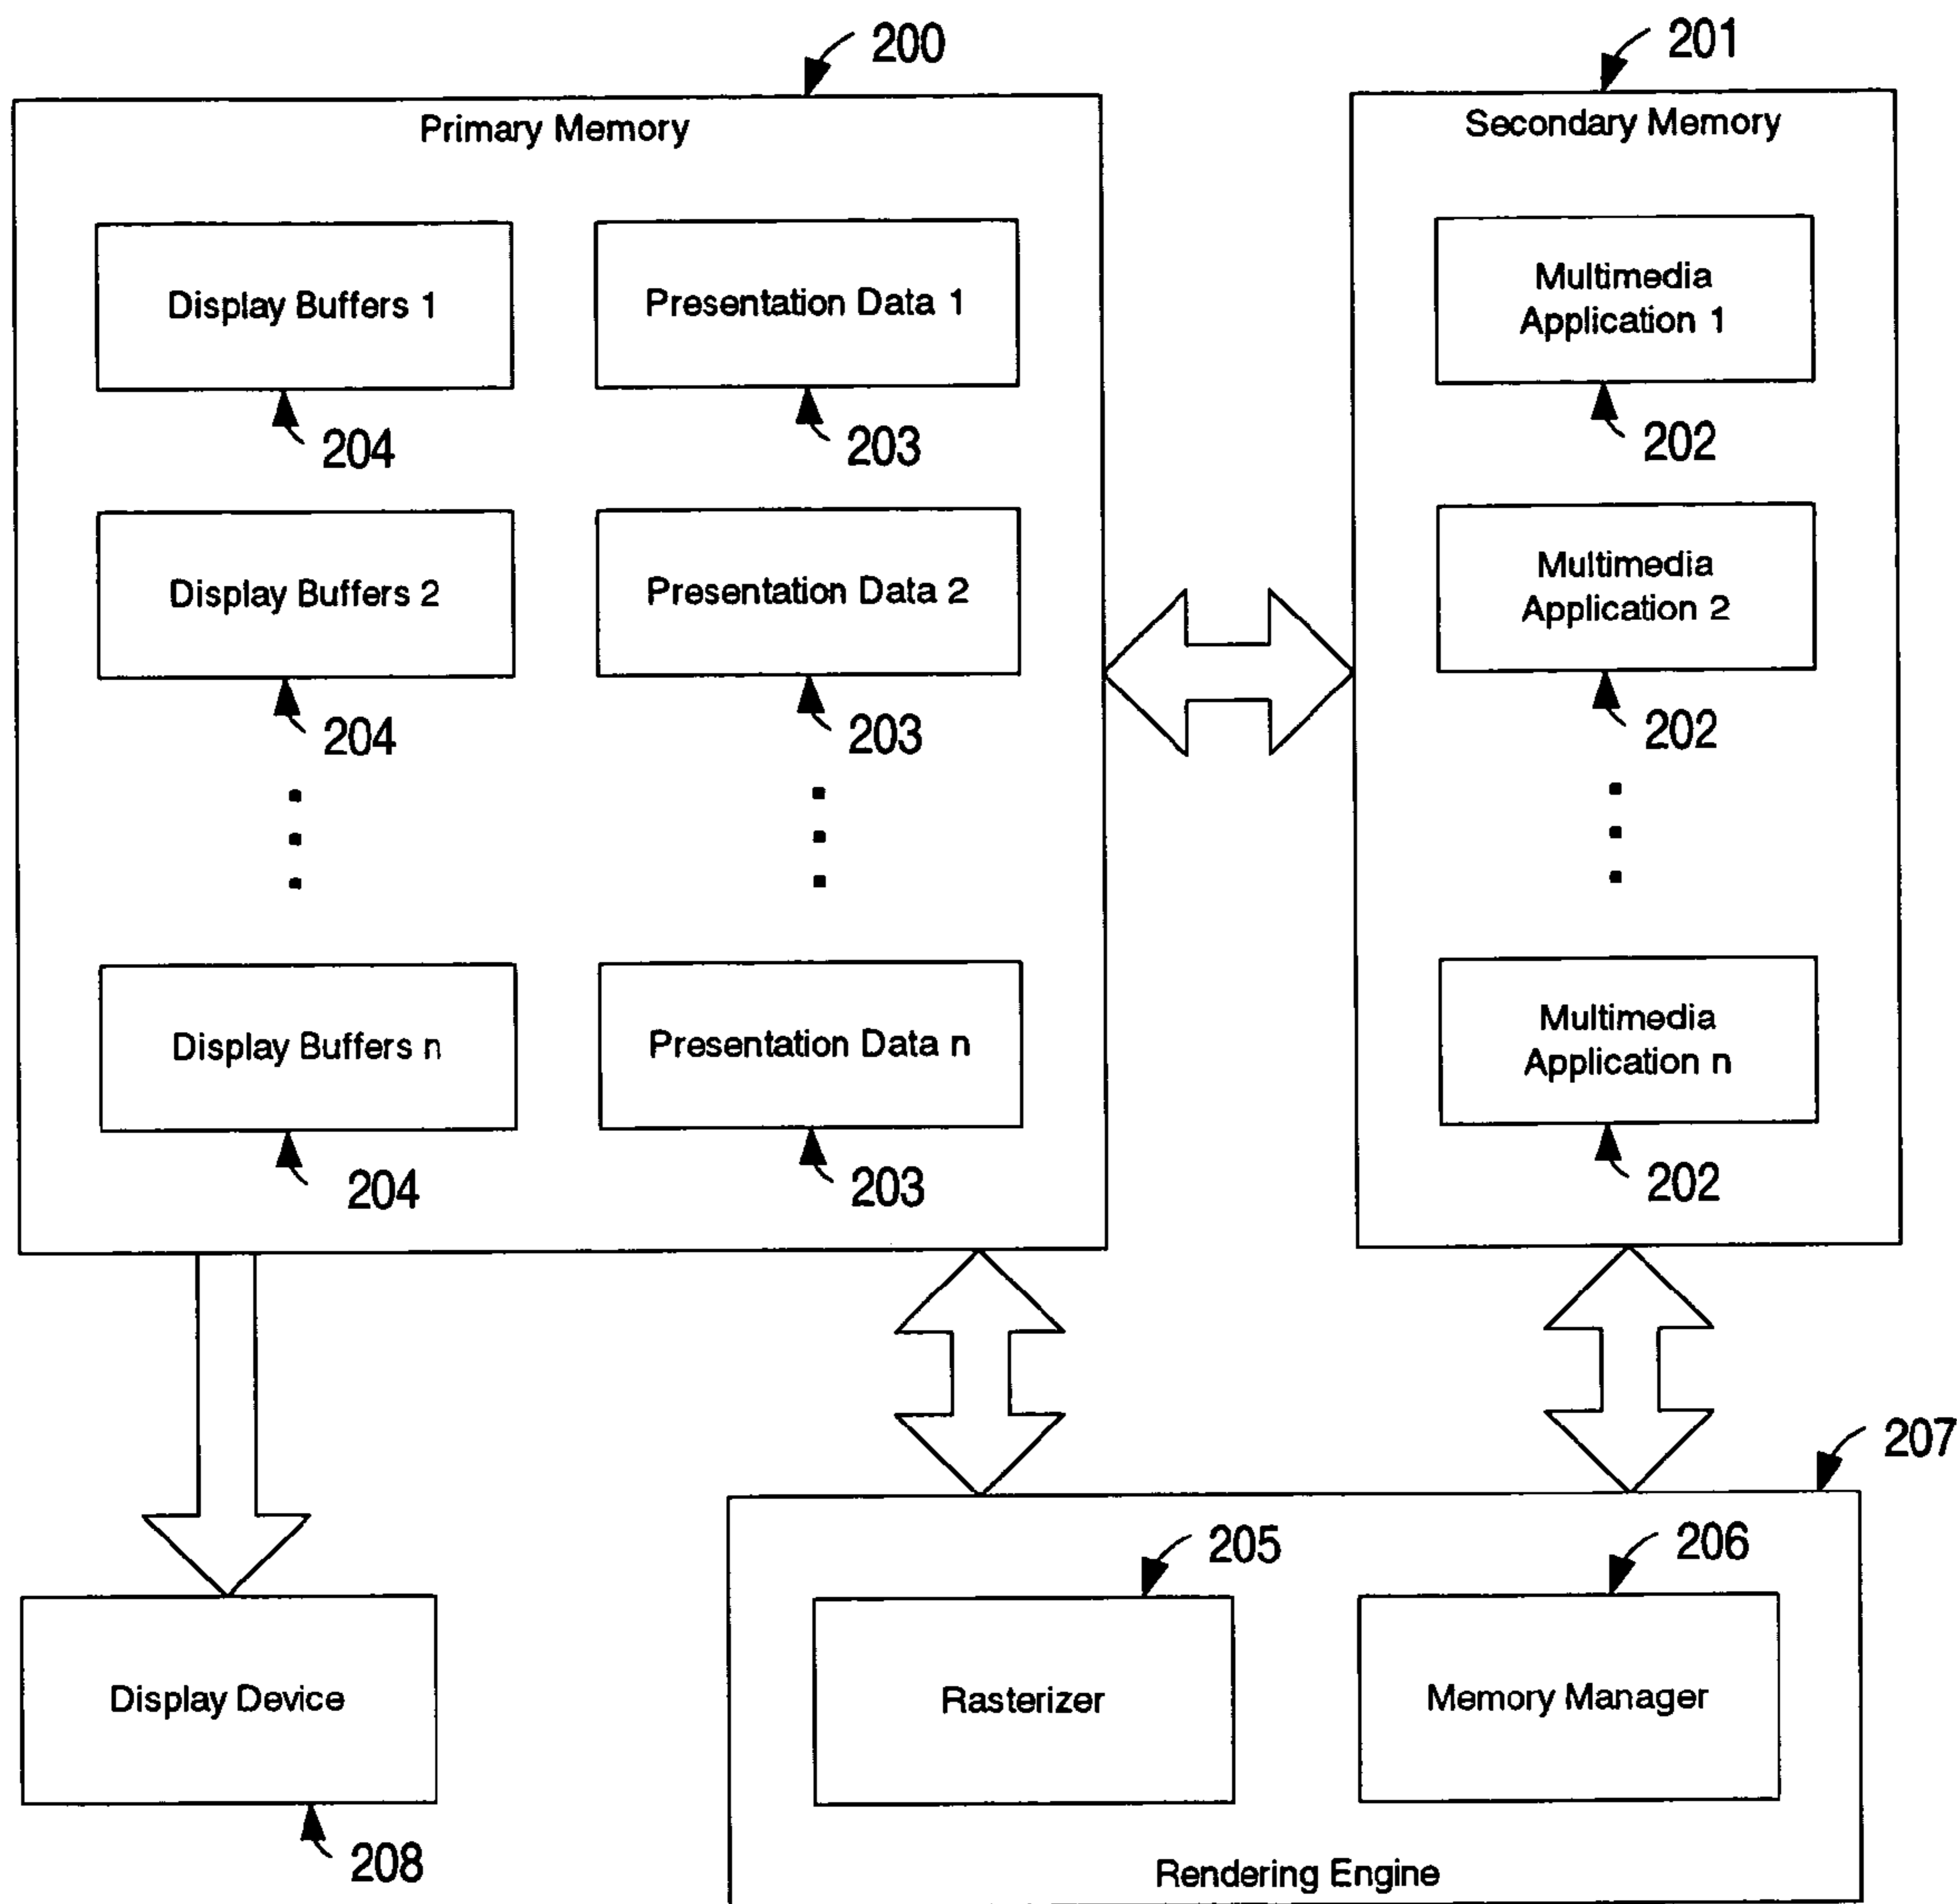 200
201
Primary Memory
Secondary Memory
Display Buffers 1
Presentation Data 1
Multimedia
Application 1
204
203
202
Display Buffers 2
Presentation Data 2
Multimedia
Application 2
204
203
202
Display Buffers n
Presentation Data n
Multimedia
Application n
204
203
202
207
205
206
Display Device
Rasterizer
Memory Manager
208
Rendering Engine